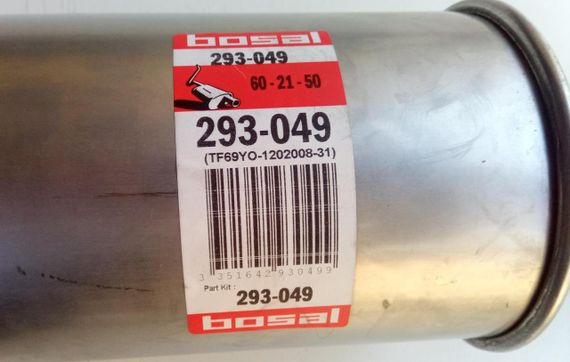 bosal
293-049
60-21-50
293-049
(TF69YO-1202008-31)
3 351642 930499
Part Kit :
293-049
bosal